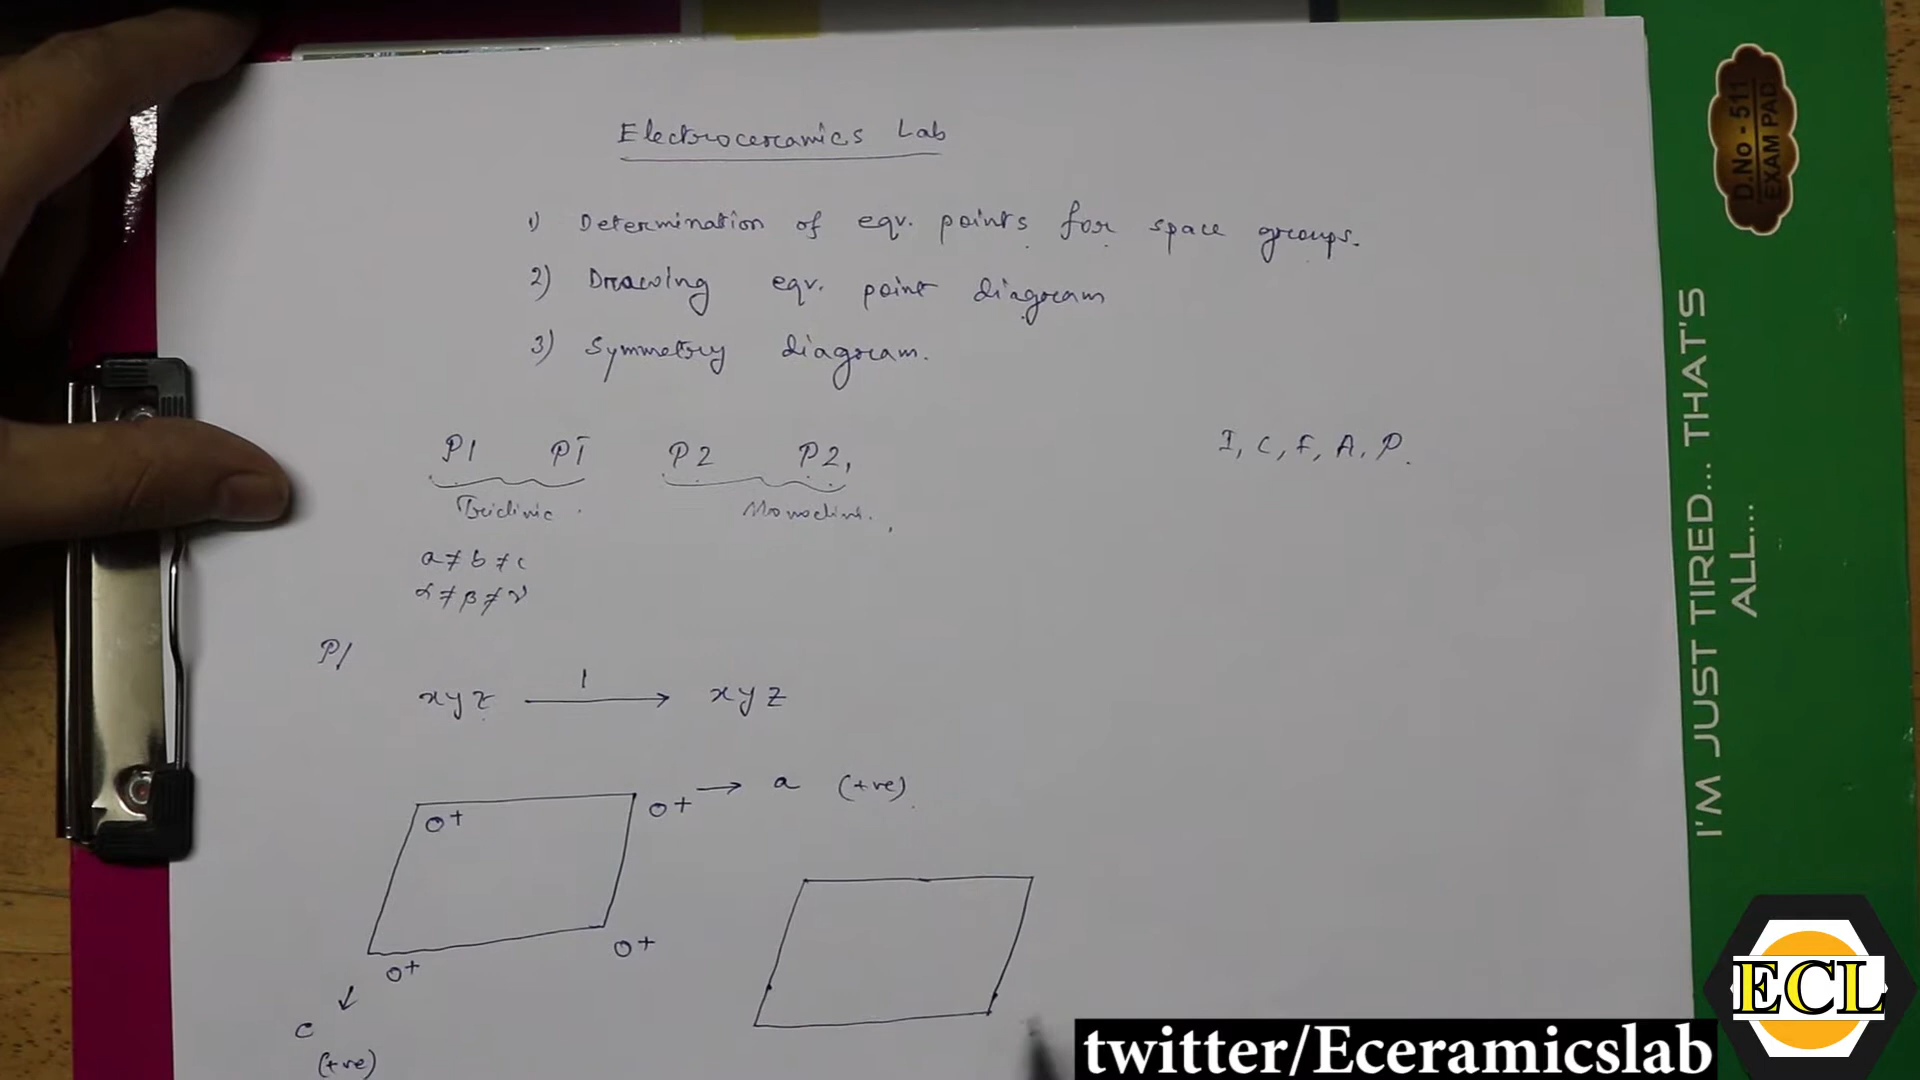 Electroceramics Lab
1) Determination of eqv. points for space groups.
2) Drawing eqv. point diagram
3) Symmetry diagram.
P1 P1̄ P2 P2₁
I, C, F, A, P.
Triclinic. Monoclini.
a ≠ b ≠ c
α ≠ β ≠ γ
P1
xyz 1→ xyz
O+ O+ → a (+ve)
O+ O+
↓
c
(+ve)
D.No - 511
EXAM PAD
I'M JUST TIRED... THAT'S
ALL...
ECL
twitter/Eceramicslab